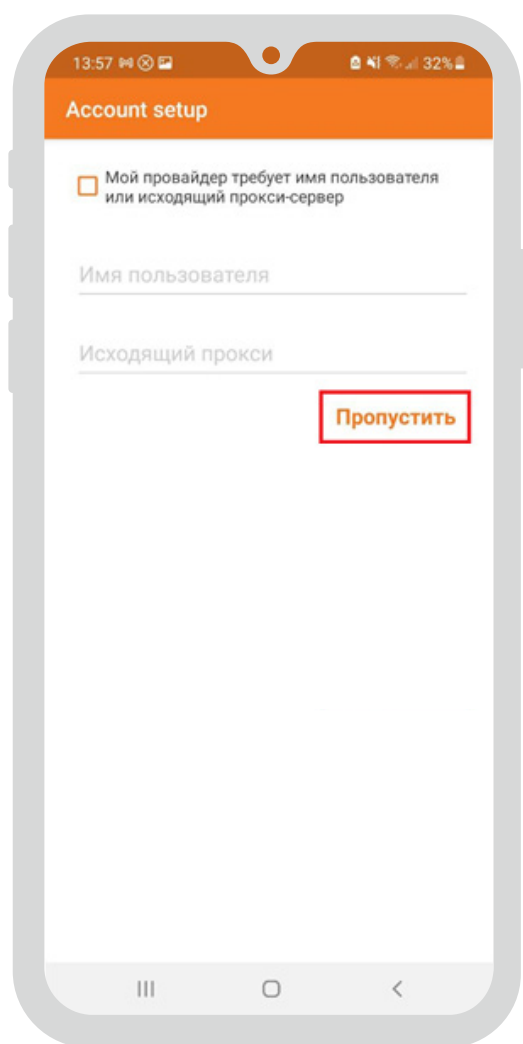 13:57
32%
Account setup
Мой провайдер требует имя пользователя
или исходящий прокси-сервер
Имя пользователя
Исходящий прокси
Пропустить